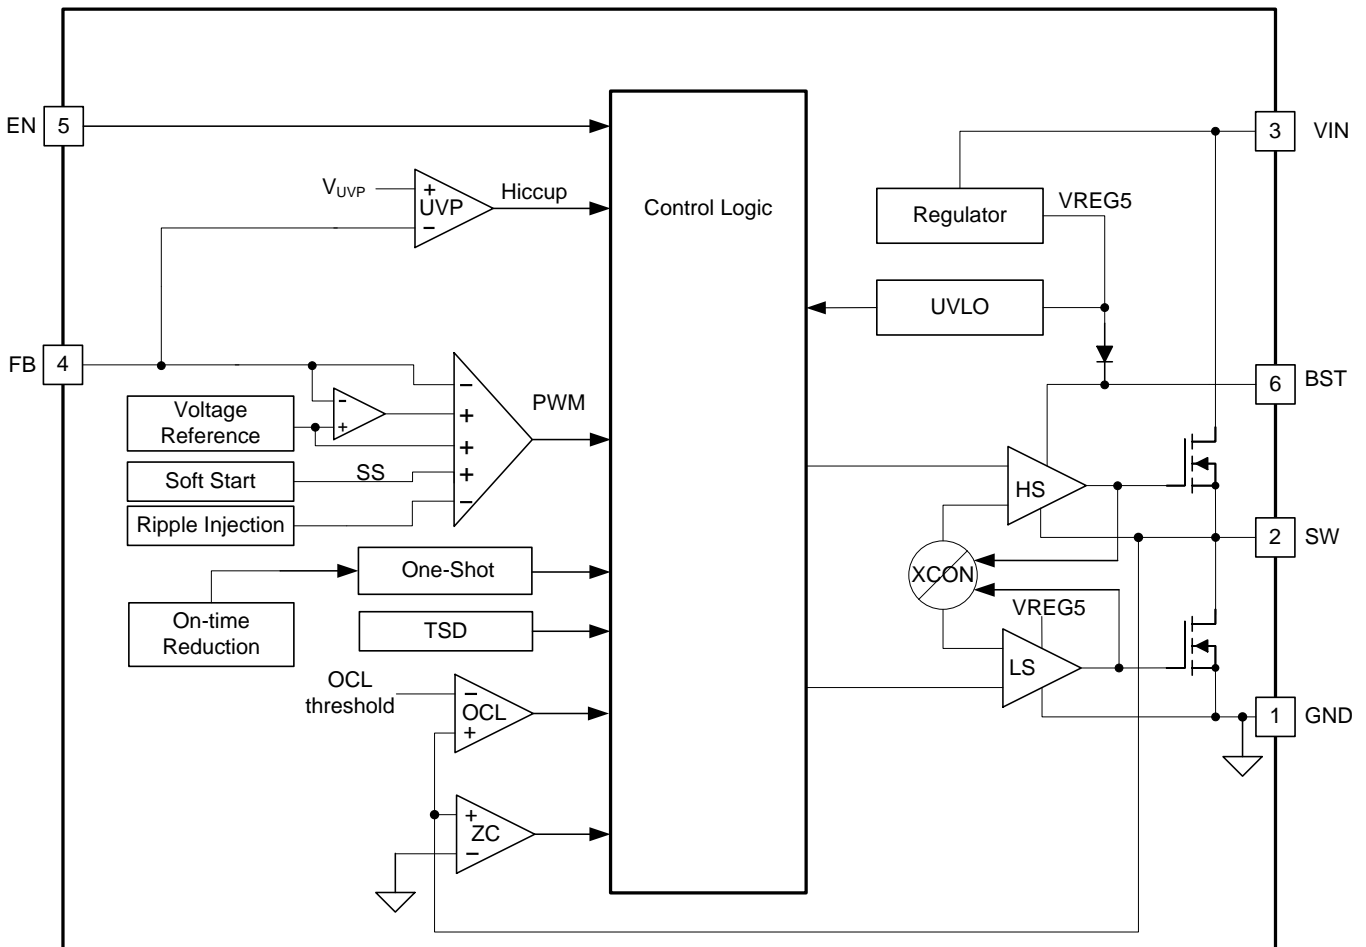 EN
5
3
VIN
VUVP
+
UVP
−
Hiccup
Control Logic
Regulator
VREG5
UVLO
FB
4
6
BST
Voltage
Reference
-
+
−
+
+
+
−
PWM
Soft Start
SS
Ripple Injection
HS
2
SW
One-Shot
XCON
On-time
Reduction
TSD
VREG5
LS
OCL
threshold
−
OCL
+
1
GND
+
ZC
−